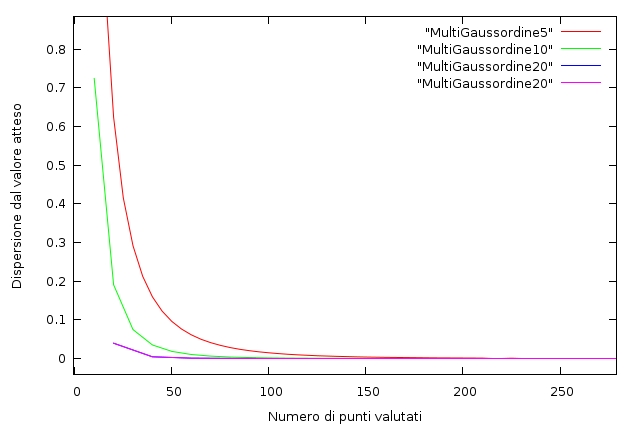 "MultiGaussordine5"
"MultiGaussordine10"
"MultiGaussordine20"
"MultiGaussordine20"
0.8
0.7
0.6
0.5
0.4
0.3
0.2
0.1
0
Dispersione dal valore atteso
0 50 100 150 200 250
Numero di punti valutati